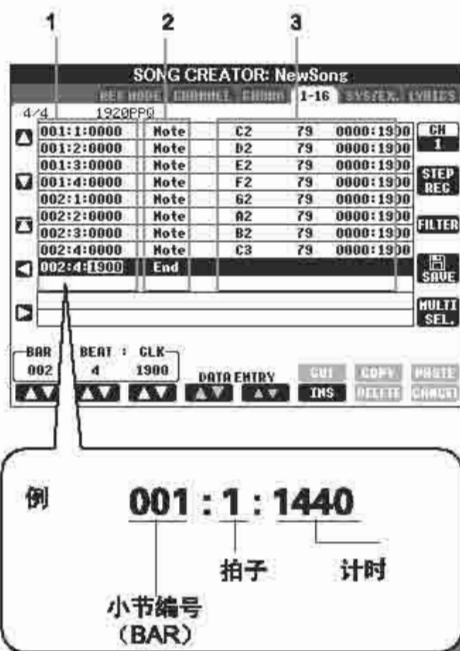 1 2 3
SONG CREATOR: NewSong
REC MODE CHANNEL CHORD 1-16 SYS/EX. LYRICS
4/4 1920PPQ
001:1:0000 Note C2 79 0000:1900 CH 1
001:2:0000 Note D2 79 0000:1900
001:3:0000 Note E2 79 0000:1900 STEP
001:4:0000 Note F2 79 0000:1900 REC
002:1:0000 Note G2 79 0000:1900
002:2:0000 Note A2 79 0000:1900 FILTER
002:3:0000 Note B2 79 0000:1900
002:4:0000 Note C3 79 0000:1900
002:4:1900 End SAVE
MULTI
SEL.
BAR BEAT : CLK
002 4 1900 DATA ENTRY CUT COPY PASTE
INS DELETE CANCEL
例 001 : 1 : 1440
拍子 计时
小节编号
（BAR）